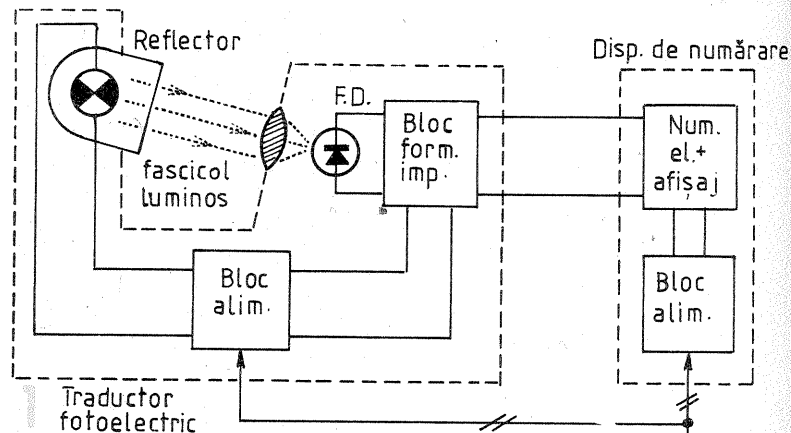 Reflector
Disp. de numărare
F.D.
Bloc
form.
imp.
Num.
el.+
afișaj
fascicol
luminos
Bloc
alim.
Bloc
alim.
Traductor
fotoelectric